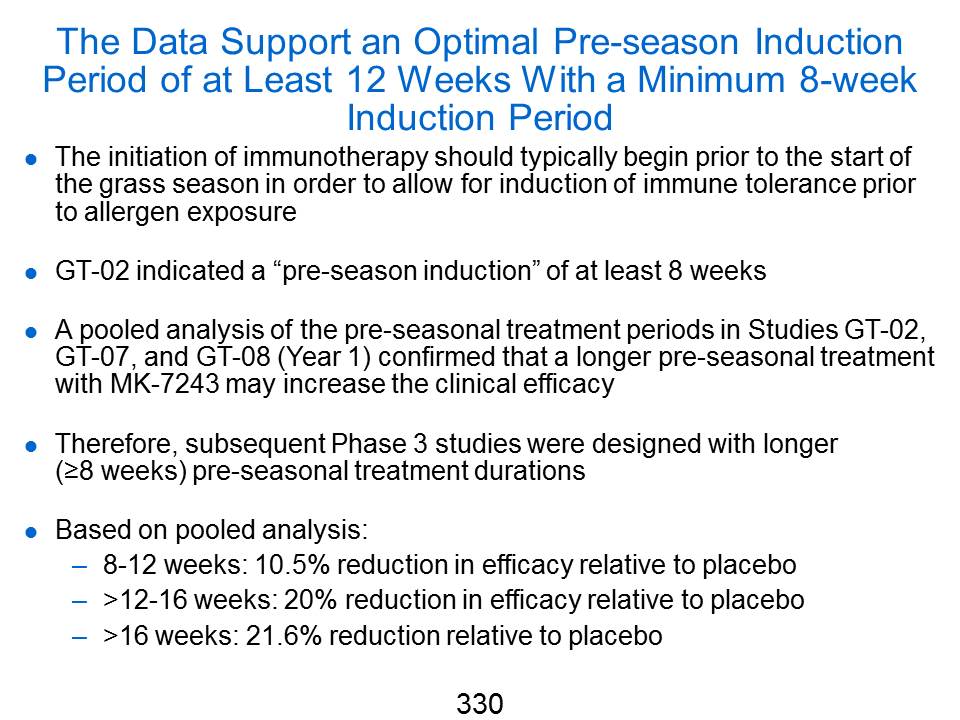 The Data Support an Optimal Pre-season Induction
Period of at Least 12 Weeks With a Minimum 8-week
Induction Period
● The initiation of immunotherapy should typically begin prior to the start of
the grass season in order to allow for induction of immune tolerance prior
to allergen exposure
● GT-02 indicated a “pre-season induction” of at least 8 weeks
● A pooled analysis of the pre-seasonal treatment periods in Studies GT-02,
GT-07, and GT-08 (Year 1) confirmed that a longer pre-seasonal treatment
with MK-7243 may increase the clinical efficacy
● Therefore, subsequent Phase 3 studies were designed with longer
(≥8 weeks) pre-seasonal treatment durations
● Based on pooled analysis:
– 8-12 weeks: 10.5% reduction in efficacy relative to placebo
– >12-16 weeks: 20% reduction in efficacy relative to placebo
– >16 weeks: 21.6% reduction relative to placebo
330